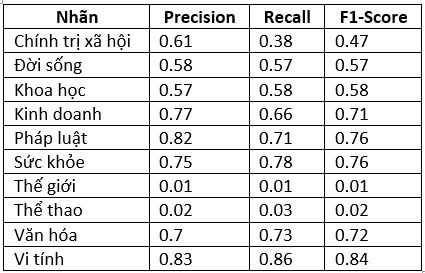 Nhãn Precision Recall F1-Score
Chính trị xã hội 0.61 0.38 0.47
Đời sống 0.58 0.57 0.57
Khoa học 0.57 0.58 0.58
Kinh doanh 0.77 0.66 0.71
Pháp luật 0.82 0.71 0.76
Sức khỏe 0.75 0.78 0.76
Thế giới 0.01 0.01 0.01
Thể thao 0.02 0.03 0.02
Văn hóa 0.7 0.73 0.72
Vi tính 0.83 0.86 0.84